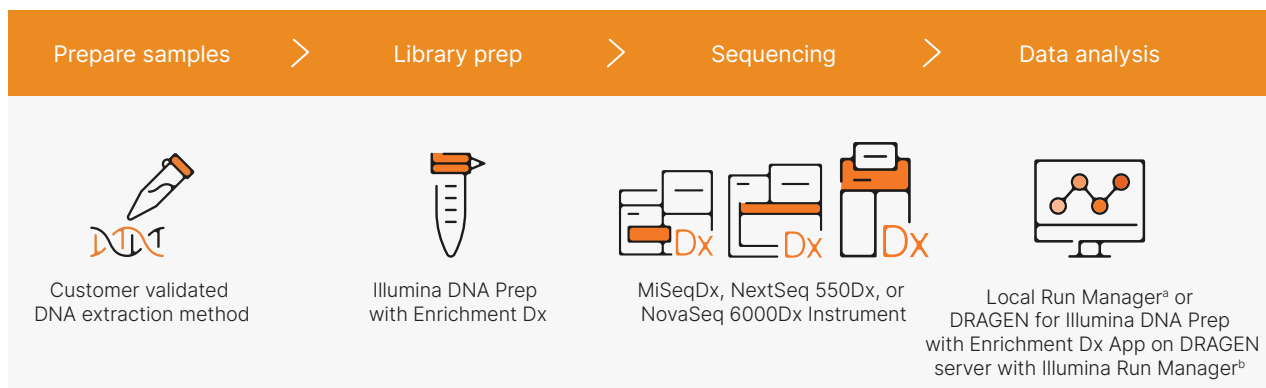 Prepare samples
Library prep
Sequencing
Data analysis
Dx
Dx
Dx
Customer validated
DNA extraction method
Illumina DNA Prep
with Enrichment Dx
MiSeqDx, NextSeq 550Dx, or
NovaSeq 6000Dx Instrument
Local Run Managerᵃ or
DRAGEN for Illumina DNA Prep
with Enrichment Dx App on DRAGEN
server with Illumina Run Managerᵇ